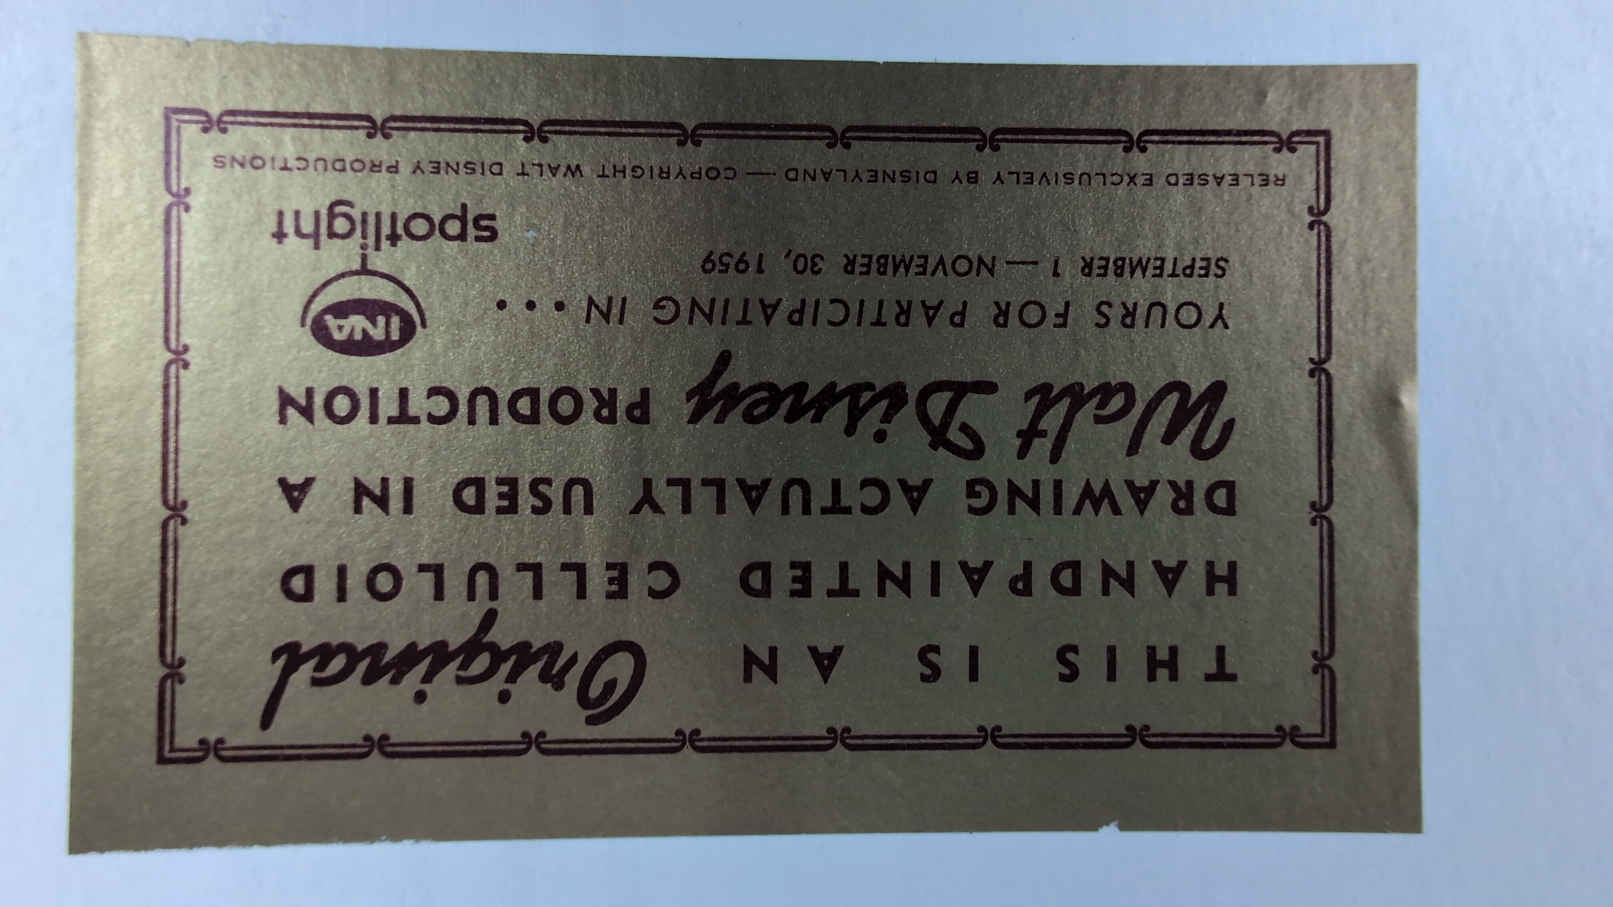 THIS IS AN Original
HANDPAINTED CELLULOID
DRAWING ACTUALLY USED IN A
Walt Disney PRODUCTION
YOURS FOR PARTICIPATING IN...
SEPTEMBER 1 — NOVEMBER 30, 1959
INA
spotlight
RELEASED EXCLUSIVELY BY DISNEYLAND — COPYRIGHT WALT DISNEY PRODUCTIONS